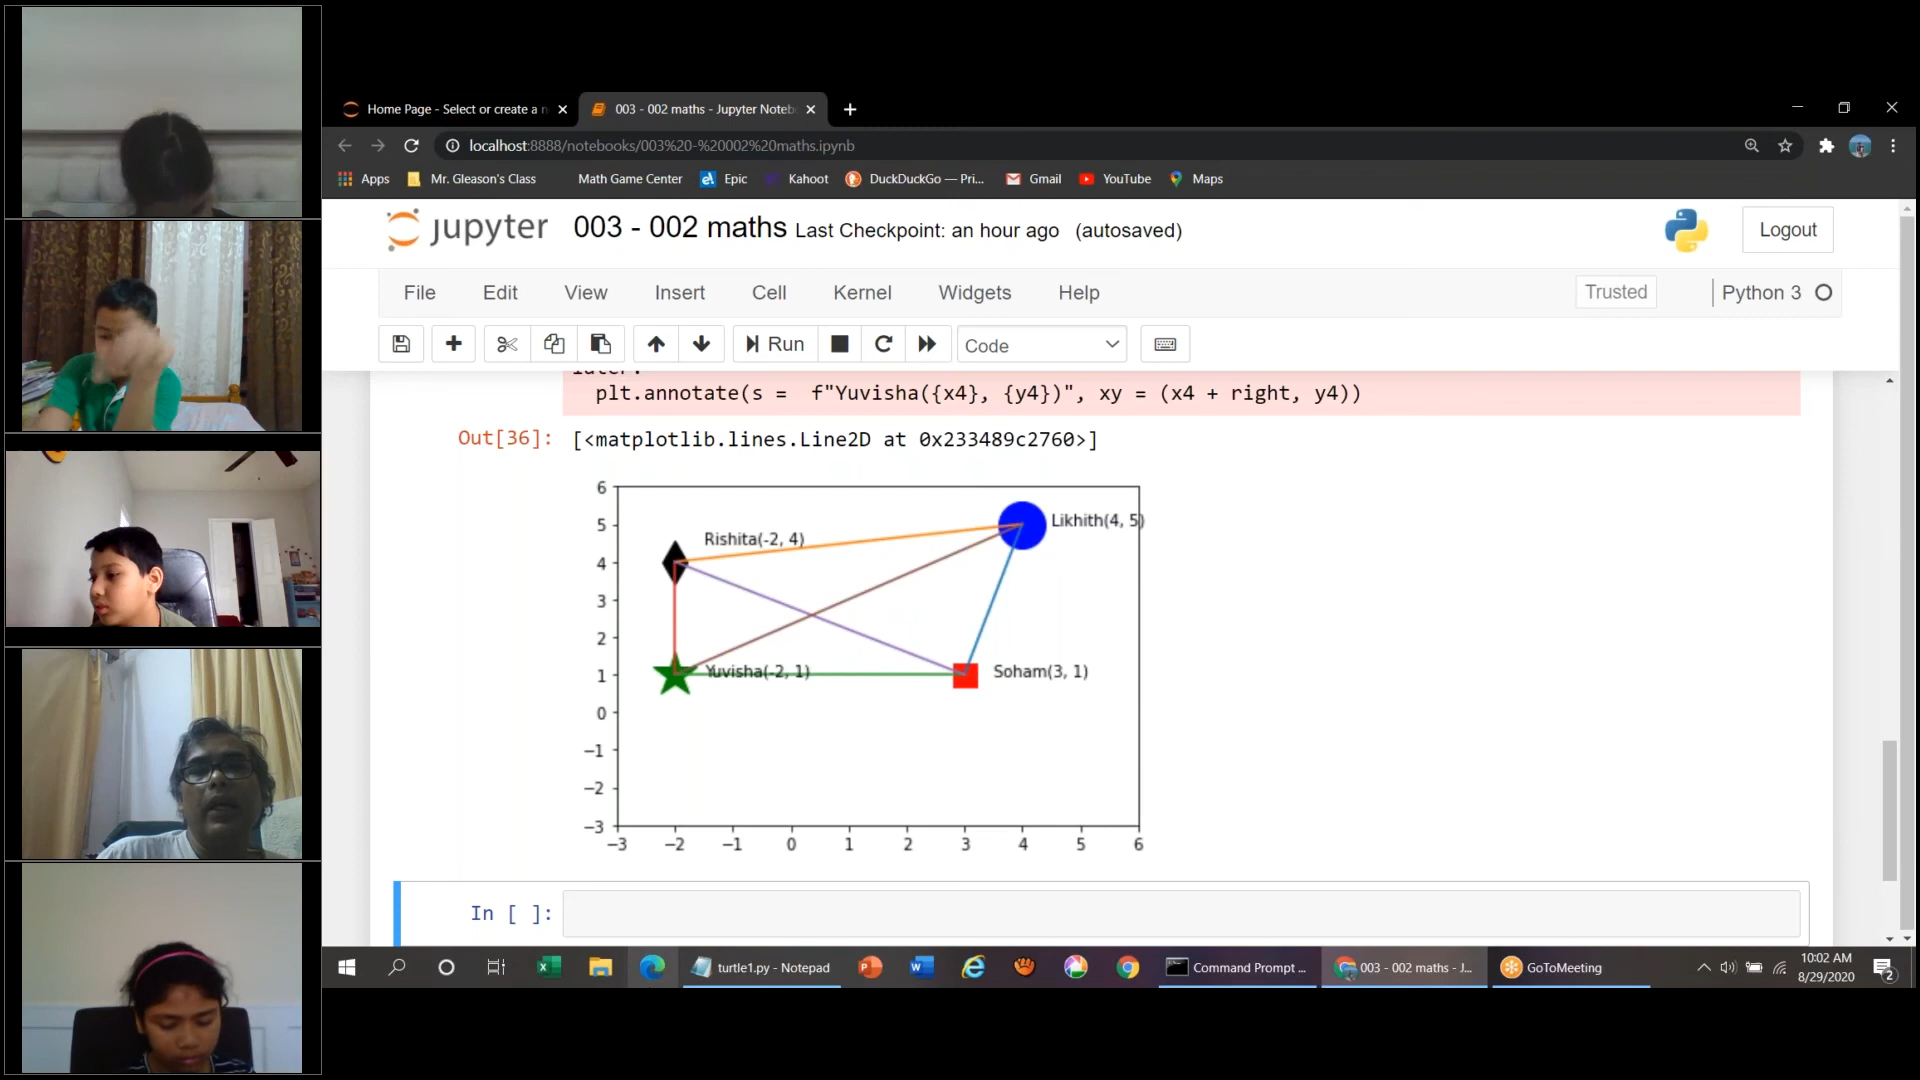 Home Page - Select or create a n
003 - 002 maths - Jupyter Noteb
localhost:8888/notebooks/003%20-%20002%20maths.ipynb
Apps Mr. Gleason's Class Math Game Center Epic Kahoot DuckDuckGo — Pri... Gmail YouTube Maps
jupyter 003 - 002 maths Last Checkpoint: an hour ago (autosaved) Logout
File Edit View Insert Cell Kernel Widgets Help Trusted Python 3
Run Code
later.
plt.annotate(s =  f"Yuvisha({x4}, {y4})", xy = (x4 + right, y4))
Out[36]: [<matplotlib.lines.Line2D at 0x233489c2760>]
6
5
4
3
2
1
0
−1
−2
−3
Likhith(4, 5)
Rishita(-2, 4)
Yuvisha(-2, 1)
Soham(3, 1)
−3 −2 −1 0 1 2 3 4 5 6
In [ ]:
turtle1.py - Notepad
Command Prompt ...
003 - 002 maths - J...
GoToMeeting
10:02 AM
8/29/2020
2